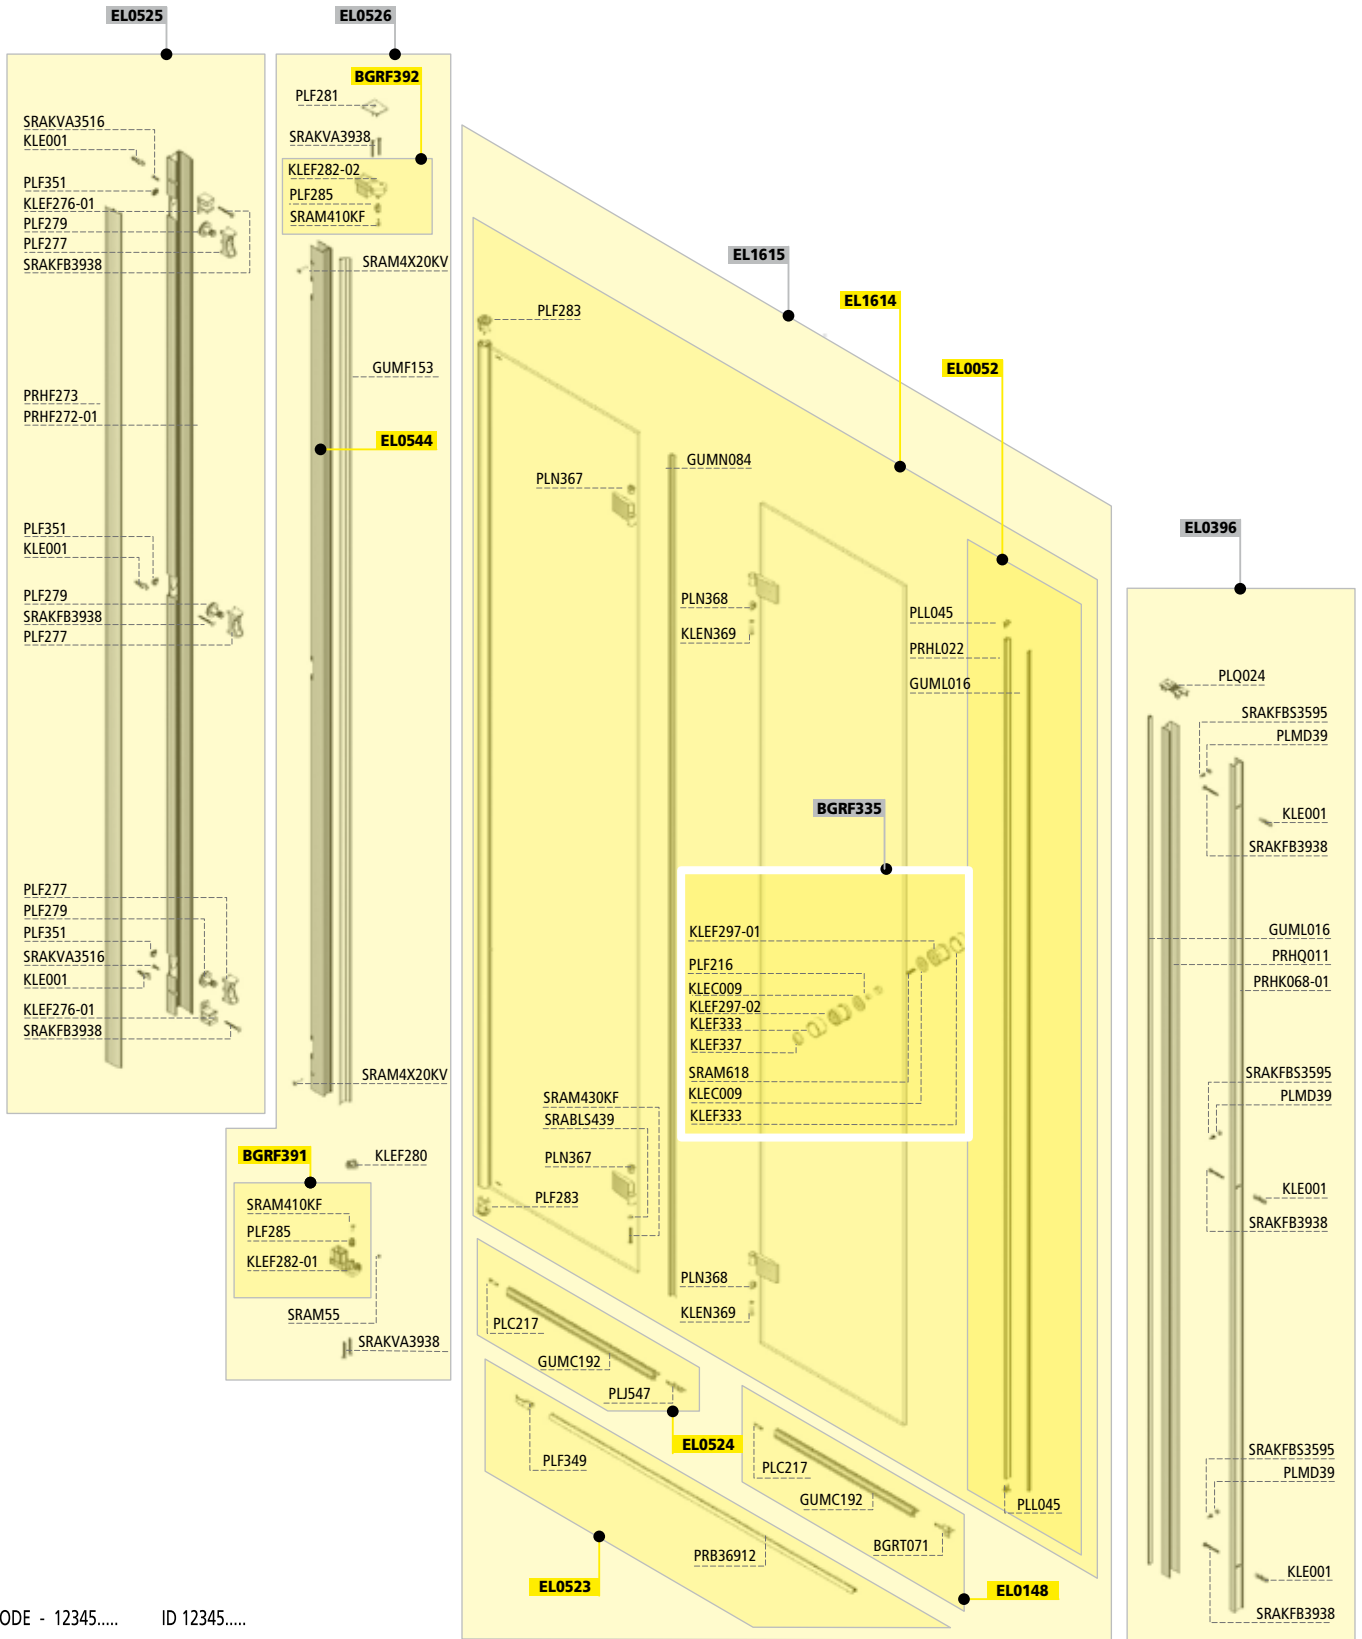 EL0525
EL0526
BGRF392
PLF281
SRAKVA3516
KLE001
PLF351
KLEF276-01
PLF279
PLF277
SRAKFB3938
PRHF273
PRHF272-01
PLF351
KLE001
PLF279
SRAKFB3938
PLF277
PLF277
PLF279
PLF351
SRAKVA3516
KLE001
KLEF276-01
SRAKFB3938
SRAKVA3938
KLEF282-02
PLF285
SRAM410KF
SRAM4X20KV
GUMF153
EL0544
SRAM4X20KV
BGRF391
KLEF280
SRAM410KF
PLF285
KLEF282-01
SRAM55
SRAKVA3938
EL1615
EL1614
EL0052
PLF283
PLN367
GUMN084
PLN368
KLEN369
PLL045
PRHL022
GUML016
BGRF335
KLEF297-01
PLF216
KLEC009
KLEF297-02
KLEF333
KLEF337
SRAM618
KLEC009
KLEF333
SRAM430KF
SRABLS439
PLN367
PLF283
PLN368
KLEN369
PLC217
GUMC192
PLJ547
EL0524
PLF349
PRB36912
EL0523
PLC217
GUMC192
BGRT071
EL0148
PLL045
EL0396
PLQ024
SRAKFBS3595
PLMD39
KLE001
SRAKFB3938
GUML016
PRHQ011
PRHK068-01
SRAKFBS3595
PLMD39
KLE001
SRAKFB3938
SRAKFBS3595
PLMD39
KLE001
SRAKFB3938
ODE - 12345..... ID 12345.....